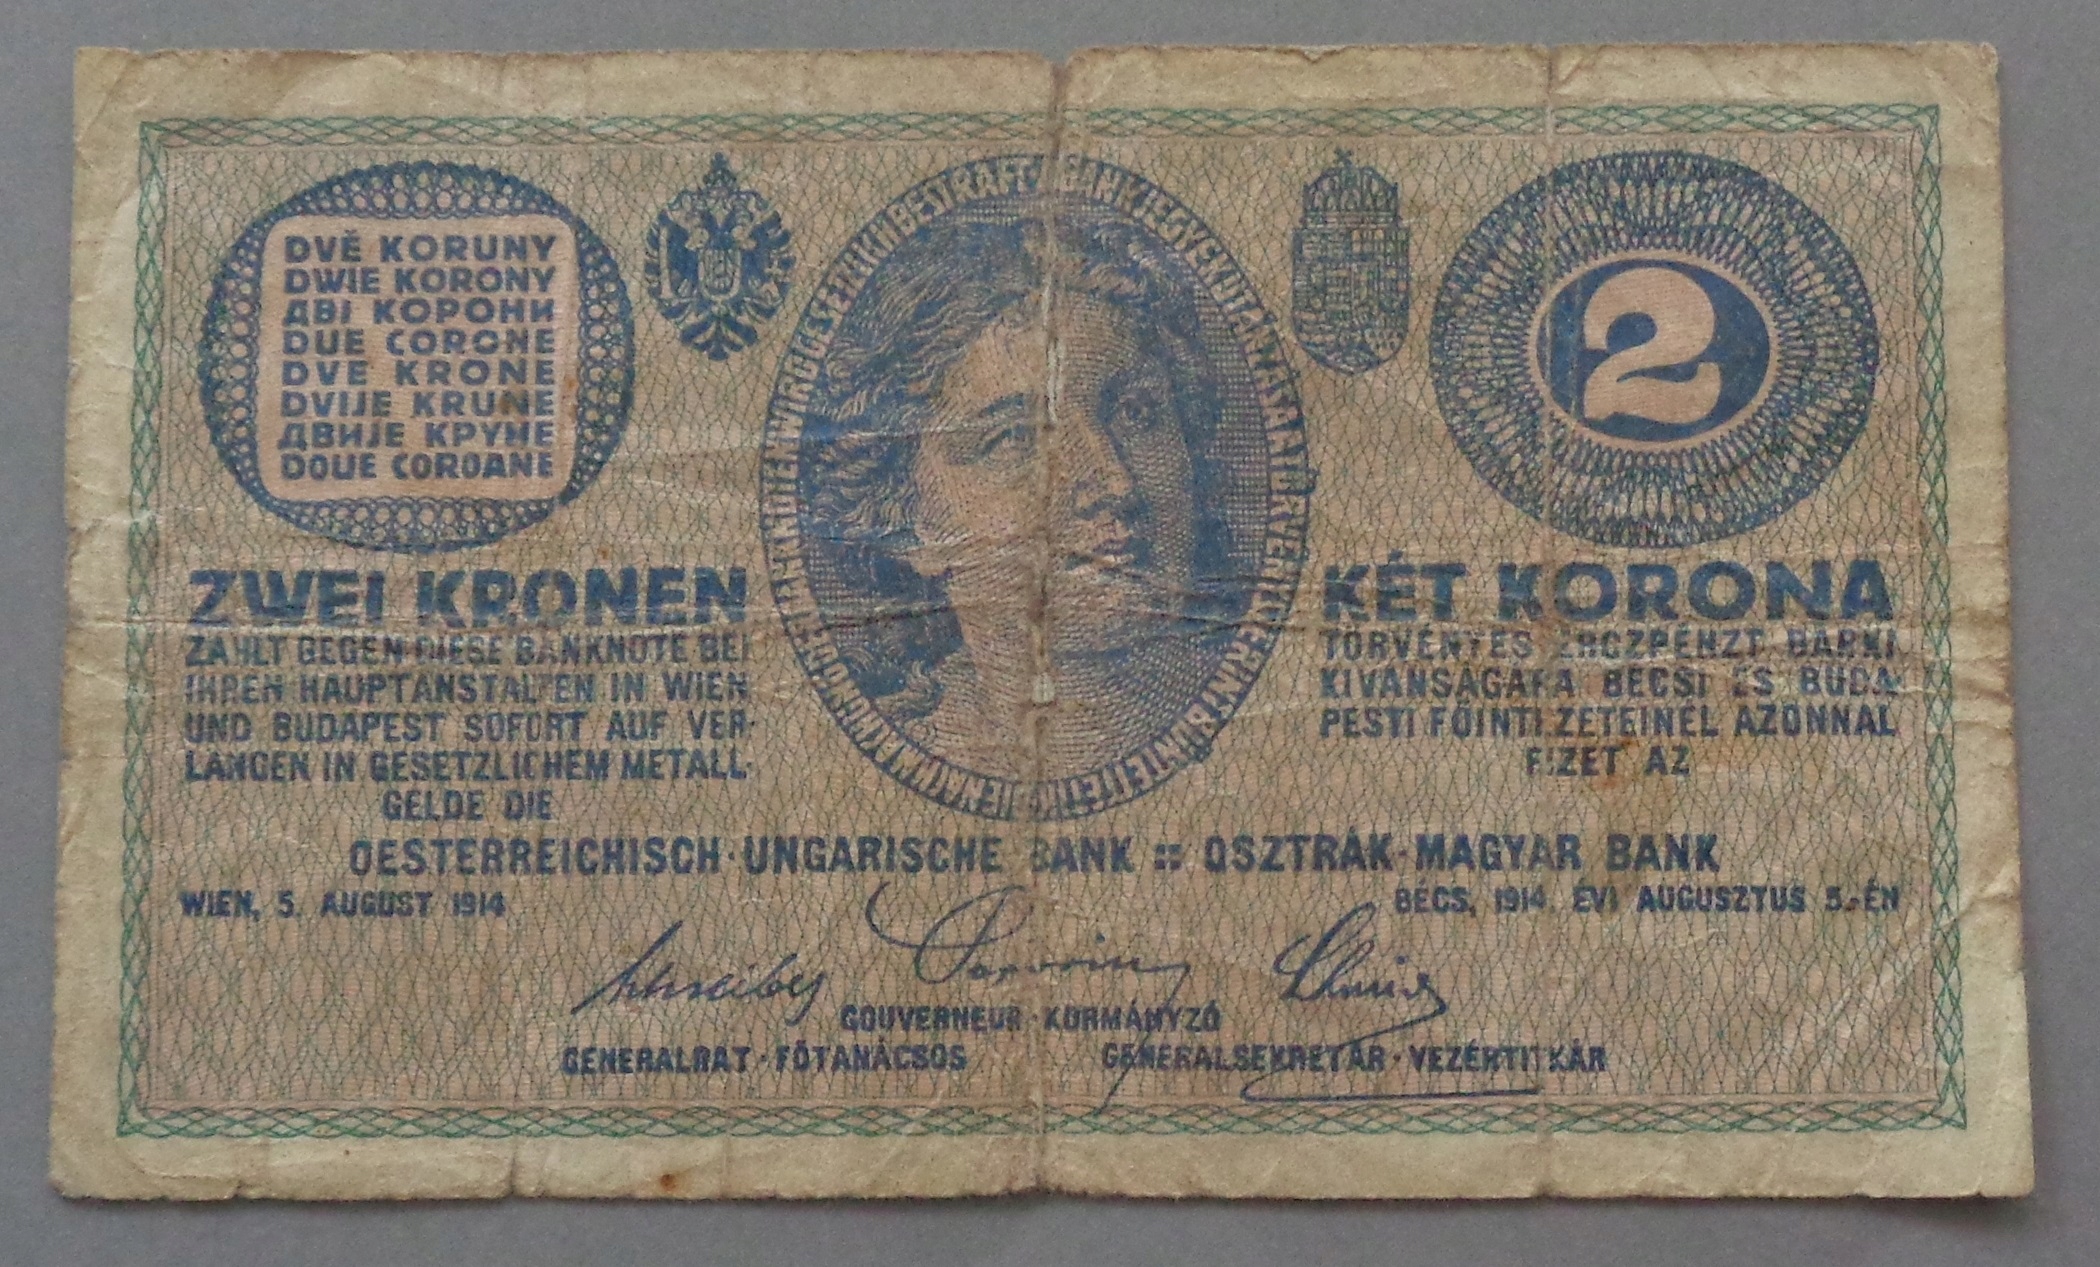 DVĚ KORUNY
DWIE KORONY
ДВІ КОРОНИ
DUE CORONE
DVE KRONE
DVIJE KRUNE
ДВИЈЕ КРУНЕ
DOUE COROANE
2
ZWEI KRONEN
ZAHLT GEGEN DIESE BANKNOTE BEI
IHREN HAUPTANSTALTEN IN WIEN
UND BUDAPEST SOFORT AUF VER-
LANGEN IN GESETZLICHEM METALL-
GELDE DIE
KÉT KORONA
TÖRVÉNYES ÉRCZPÉNZT BÁRKI
KIVÁNSÁGÁRA BÉCSI ÉS BUDA-
PESTI FŐINTÉZETEINÉL AZONNAL
FIZET AZ
OESTERREICHISCH-UNGARISCHE BANK :: OSZTRÁK-MAGYAR BANK
WIEN, 5. AUGUST 1914
BÉCS, 1914. ÉVI AUGUSZTUS 5.-ÉN
GOUVERNEUR · KORMÁNYZÓ
GENERALRAT · FŐTANÁCSOS
GENERALSEKRETÄR · VEZÉRTITKÁR